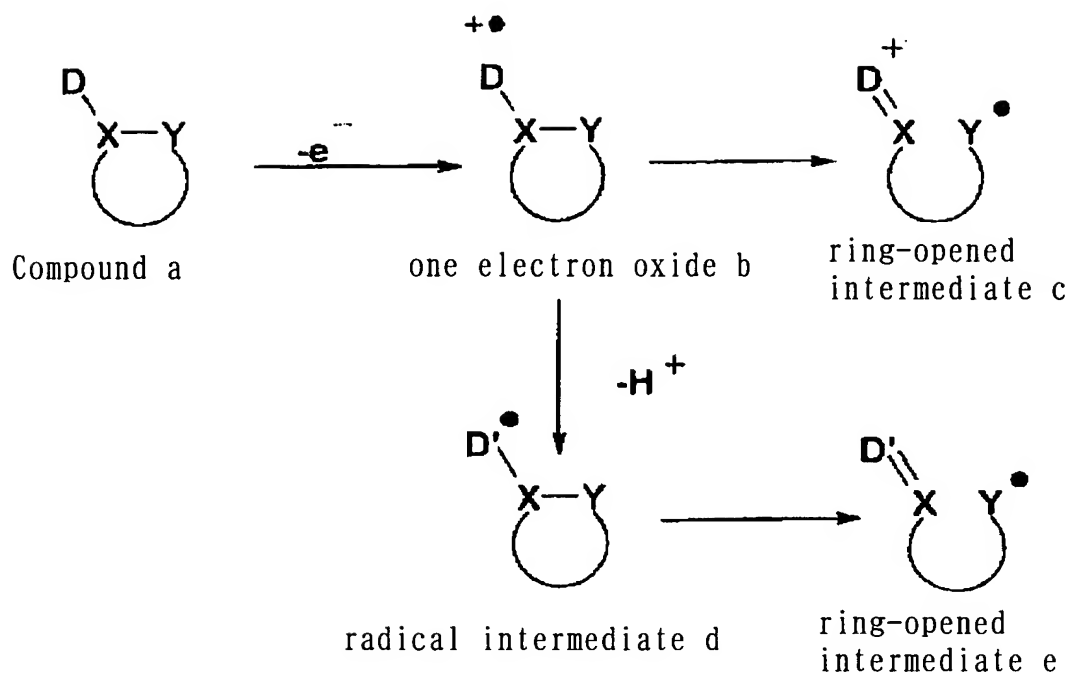 +●
D
X—Y
-e⁻
D
X—Y
+
D
X Y●
Compound a
one electron oxide b
ring-opened
intermediate c
-H⁺
D'●
X—Y
D'
X Y●
radical intermediate d
ring-opened
intermediate e